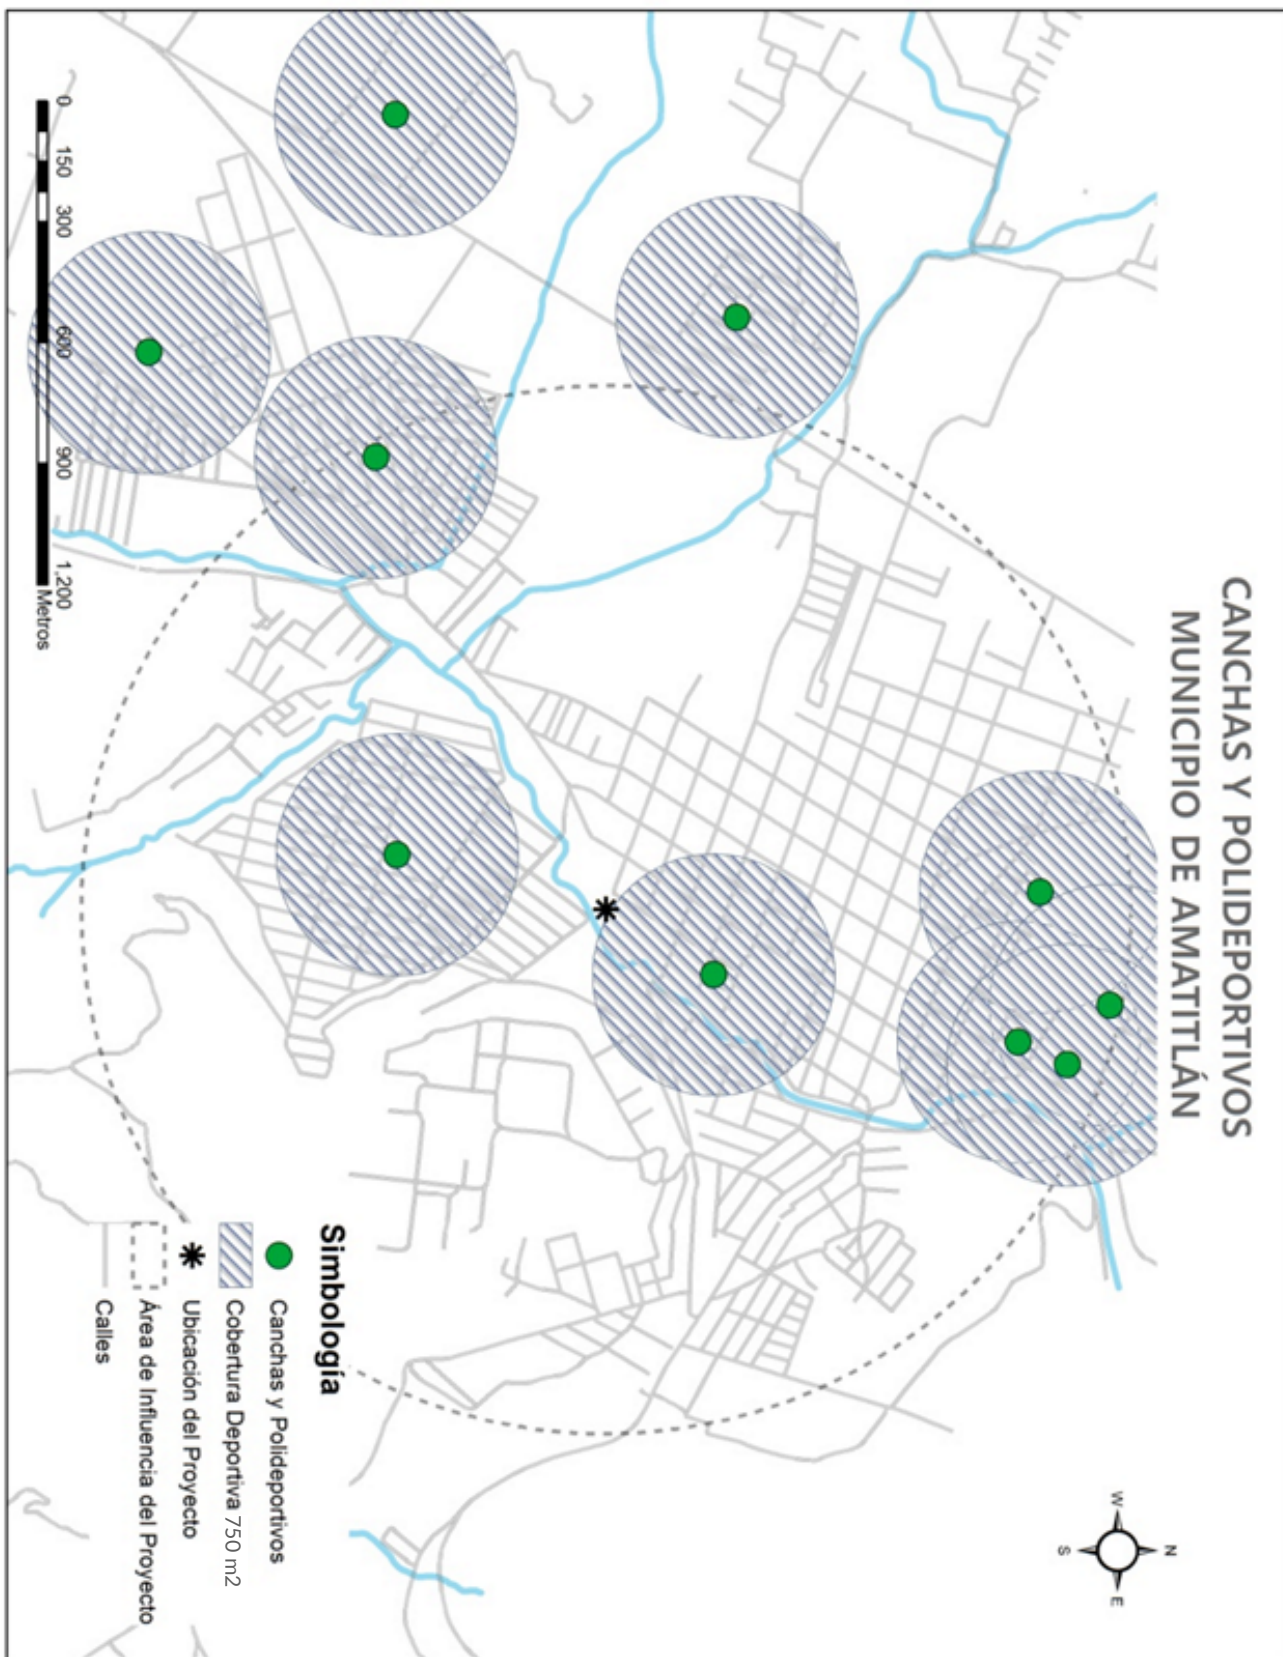 CANCHAS Y POLIDEPORTIVOS
MUNICIPIO DE AMATITLÁN
N
W
E
S
Simbología
Canchas y Polideportivos
Cobertura Deportiva 750 m2
Ubicación del Proyecto
Área de Influencia del Proyecto
Calles
0 150 300 600 900 1,200
Metros